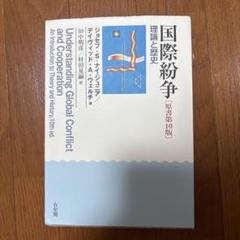 国際紛争
[原書第10版]
理論と歴史
ジョセフ・S・ナイ・ジュニア
デイヴィッド・A・ウェルチ 著
田中明彦・村田晃嗣 訳
Understanding Global Conflict
and Cooperation
An Introduction to Theory and History, 10th ed.
有斐閣